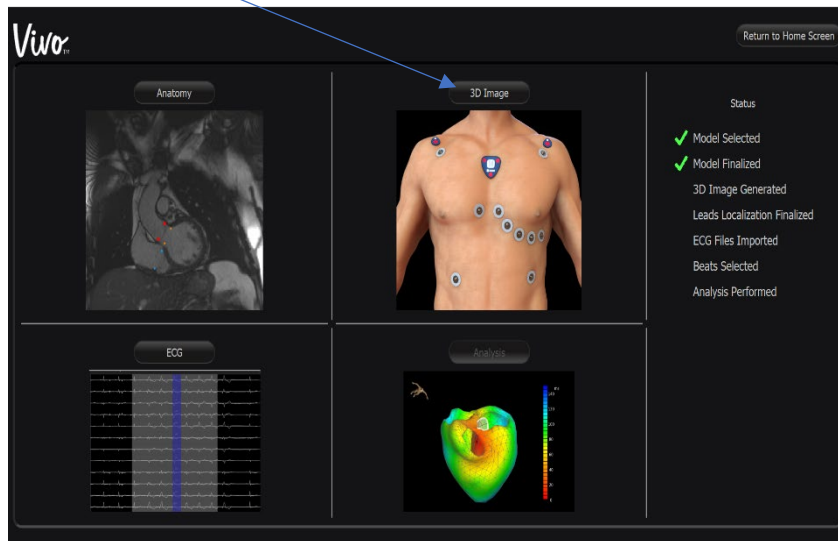 Vivo™
Return to Home Screen
Anatomy
3D Image
Status
Model Selected
Model Finalized
3D Image Generated
Leads Localization Finalized
ECG Files Imported
Beats Selected
Analysis Performed
ECG
Analysis